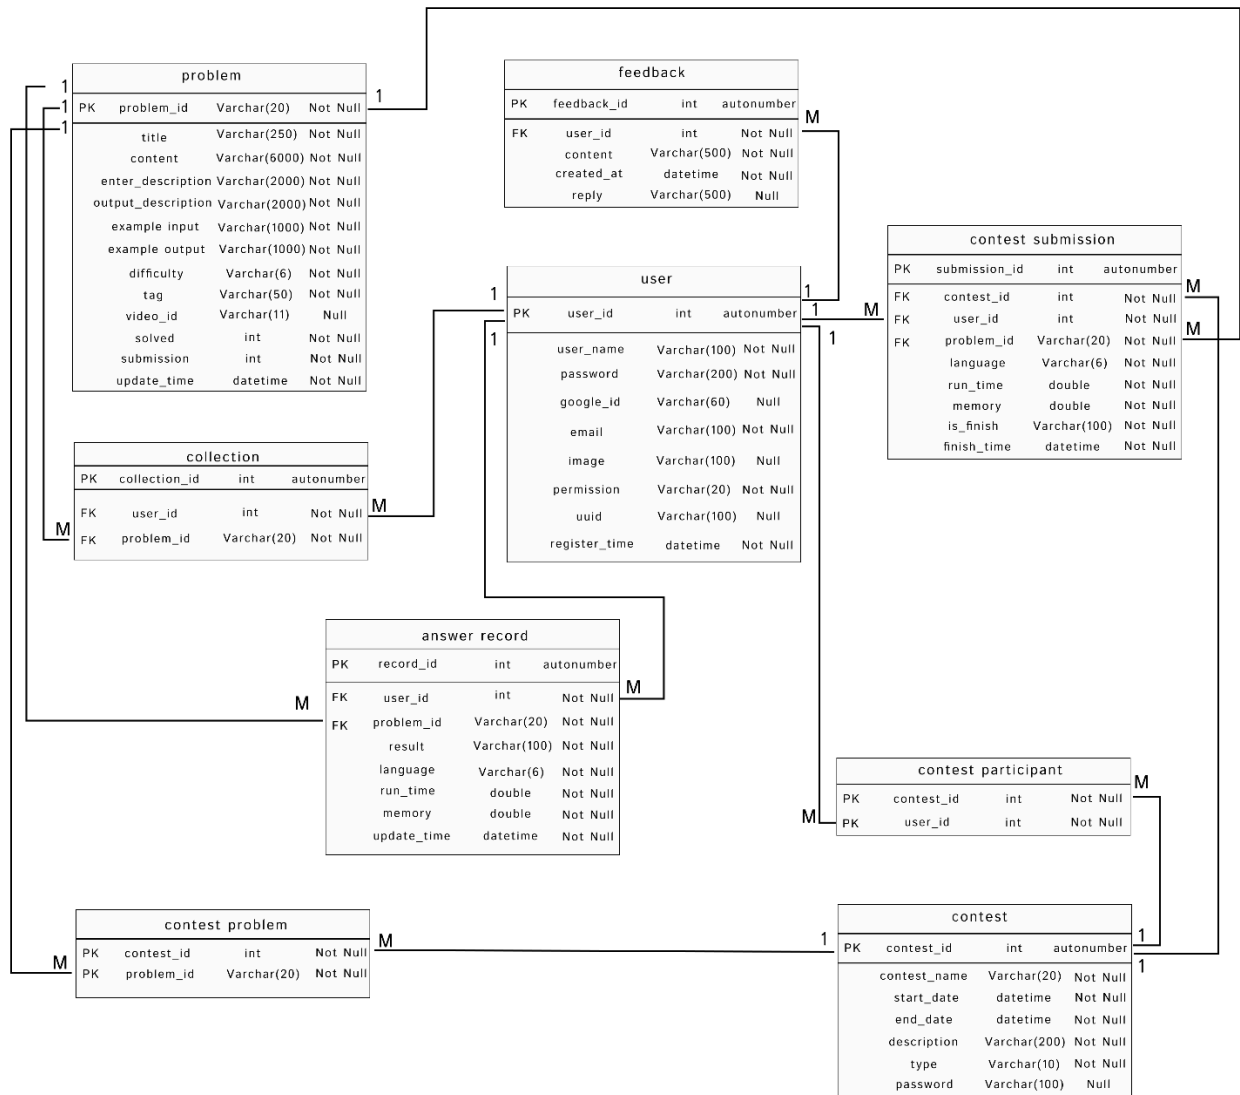 problem
PK problem_id Varchar(20) Not Null
title Varchar(250) Not Null
content Varchar(6000) Not Null
enter_description Varchar(2000) Not Null
output_description Varchar(2000) Not Null
example input Varchar(1000) Not Null
example output Varchar(1000) Not Null
difficulty Varchar(6) Not Null
tag Varchar(50) Not Null
video_id Varchar(11) Null
solved int Not Null
submission int Not Null
update_time datetime Not Null
1
1
1
1
feedback
PK feedback_id int autonumber
FK user_id int Not Null
content Varchar(500) Not Null
created_at datetime Not Null
reply Varchar(500) Null
M
contest submission
PK submission_id int autonumber
FK contest_id int Not Null
FK user_id int Not Null
FK problem_id Varchar(20) Not Null
language Varchar(6) Not Null
run_time double Not Null
memory double Not Null
is_finish Varchar(100) Not Null
finish_time datetime Not Null
M
M
M
user
PK user_id int autonumber
user_name Varchar(100) Not Null
password Varchar(200) Not Null
google_id Varchar(60) Null
email Varchar(100) Not Null
image Varchar(100) Null
permission Varchar(20) Not Null
uuid Varchar(100) Null
register_time datetime Not Null
1
1
1
1
1
collection
PK collection_id int autonumber
FK user_id int Not Null
FK problem_id Varchar(20) Not Null
M
M
answer record
PK record_id int autonumber
FK user_id int Not Null
FK problem_id Varchar(20) Not Null
result Varchar(100) Not Null
language Varchar(6) Not Null
run_time double Not Null
memory double Not Null
update_time datetime Not Null
M
M
contest participant
PK contest_id int Not Null
PK user_id int Not Null
M
M
contest problem
PK contest_id int Not Null
PK problem_id Varchar(20) Not Null
M
M
contest
PK contest_id int autonumber
contest_name Varchar(20) Not Null
start_date datetime Not Null
end_date datetime Not Null
description Varchar(200) Not Null
type Varchar(10) Not Null
password Varchar(100) Null
1
1
1